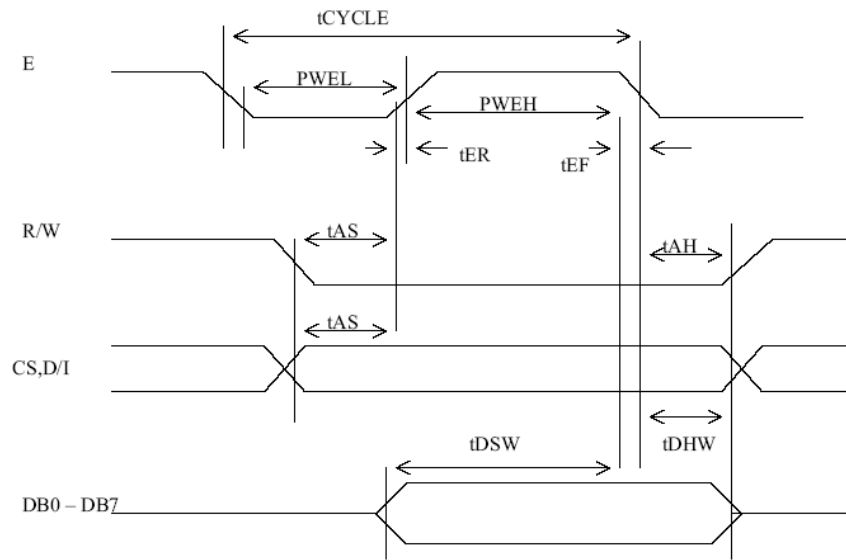 tCYCLE
E
PWEL
PWEH
tER
tEF
R/W
tAS
tAH
tAS
CS,D/I
tDSW
tDHW
DB0 – DB7